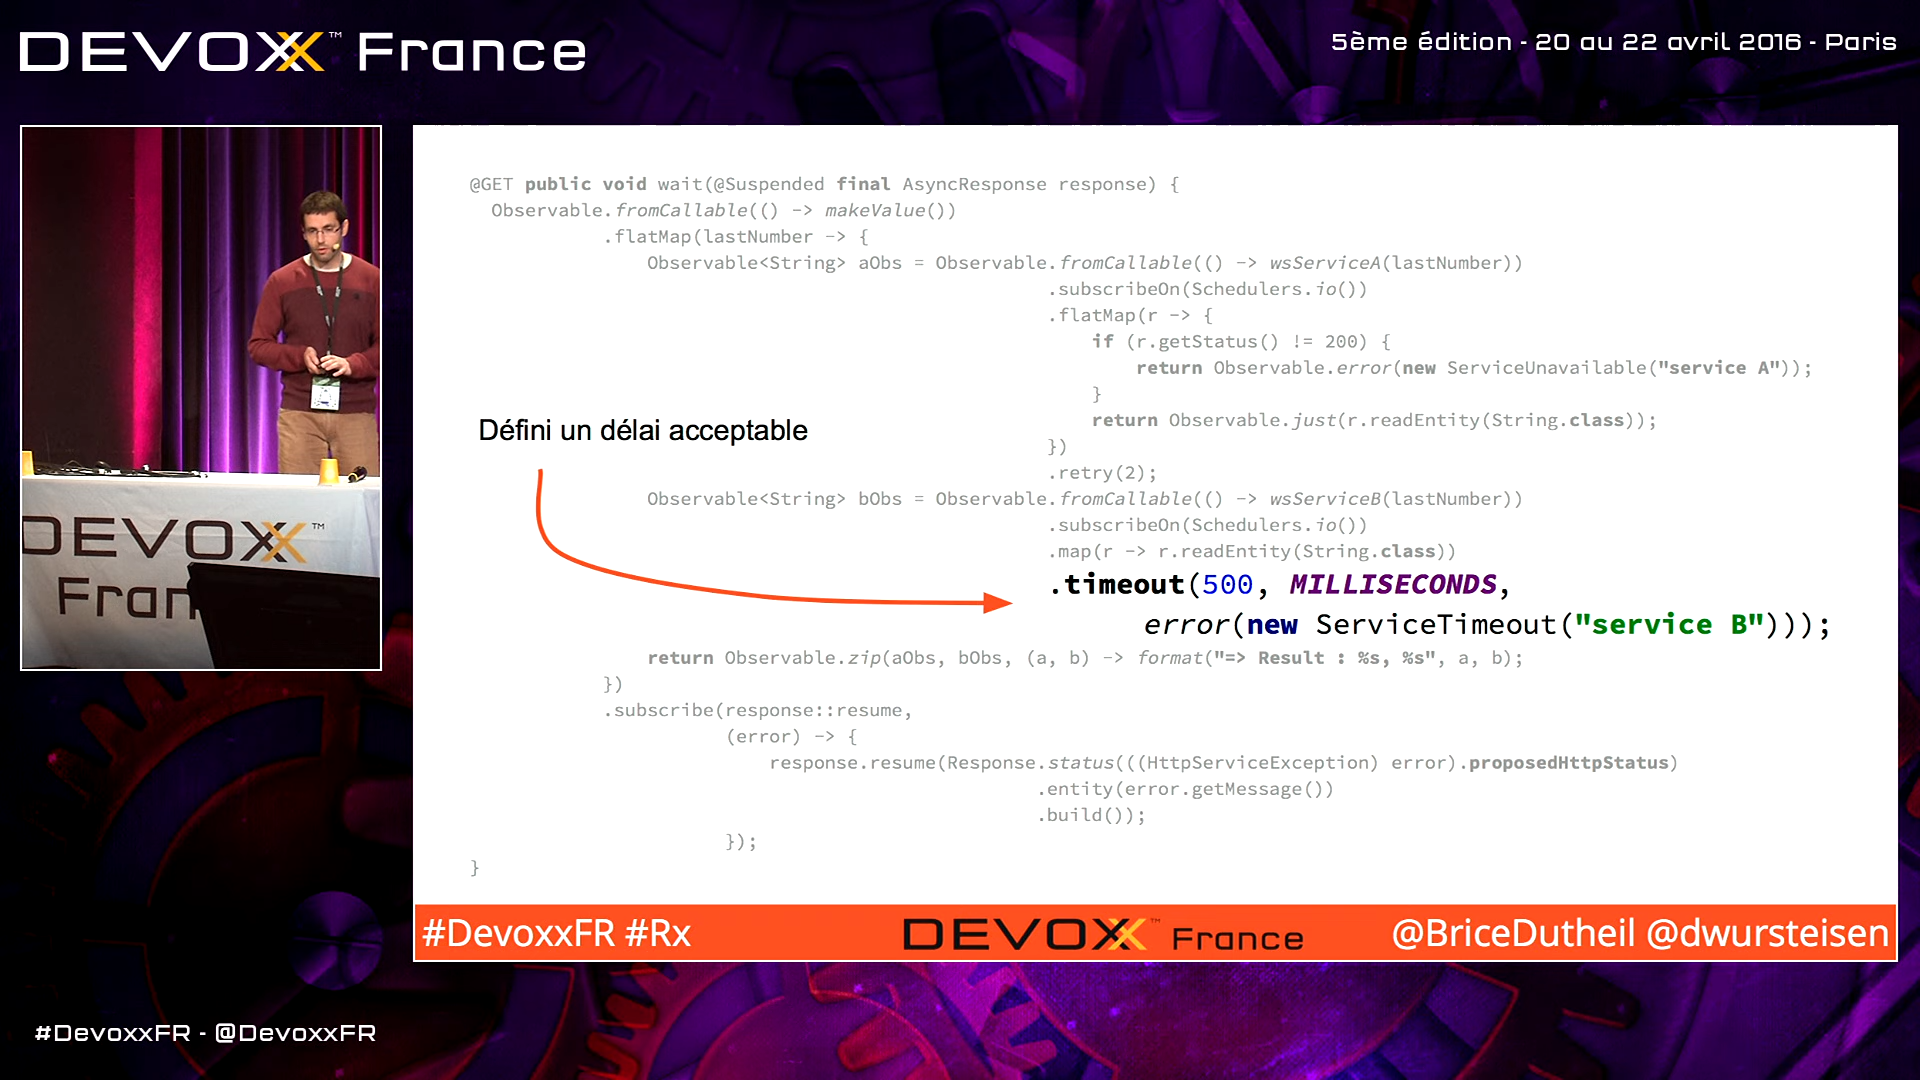 DEVOXX™ France
5ème édition - 20 au 22 avril 2016 - Paris
DEVOXX™
Fran
@GET public void wait(@Suspended final AsyncResponse response) {
Observable.fromCallable(() -> makeValue())
.flatMap(lastNumber -> {
Observable<String> aObs = Observable.fromCallable(() -> wsServiceA(lastNumber))
.subscribeOn(Schedulers.io())
.flatMap(r -> {
if (r.getStatus() != 200) {
return Observable.error(new ServiceUnavailable("service A"));
}
return Observable.just(r.readEntity(String.class));
})
.retry(2);
Observable<String> bObs = Observable.fromCallable(() -> wsServiceB(lastNumber))
.subscribeOn(Schedulers.io())
.map(r -> r.readEntity(String.class))
.timeout(500, MILLISECONDS,
error(new ServiceTimeout("service B")));
return Observable.zip(aObs, bObs, (a, b) -> format("=> Result : %s, %s", a, b);
})
.subscribe(response::resume,
(error) -> {
response.resume(Response.status(((HttpServiceException) error).proposedHttpStatus)
.entity(error.getMessage())
.build());
});
}
Défini un délai acceptable
#DevoxxFR #Rx
DEVOXX™ France
@BriceDutheil @dwursteisen
#DevoxxFR - @DevoxxFR